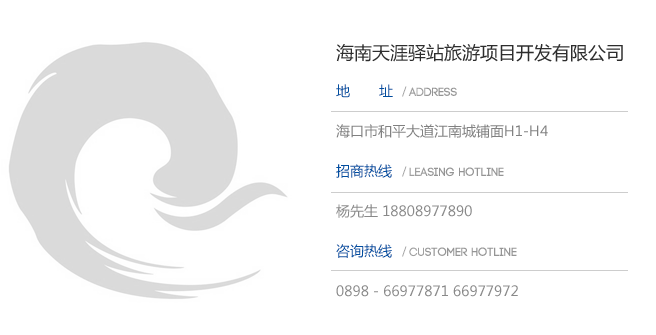 海南天涯驿站旅游项目开发有限公司
地 址 / ADDRESS
海口市和平大道江南城铺面H1-H4
招商热线 / LEASING HOTLINE
杨先生 18808977890
咨询热线 / CUSTOMER HOTLINE
0898 - 66977871 66977972